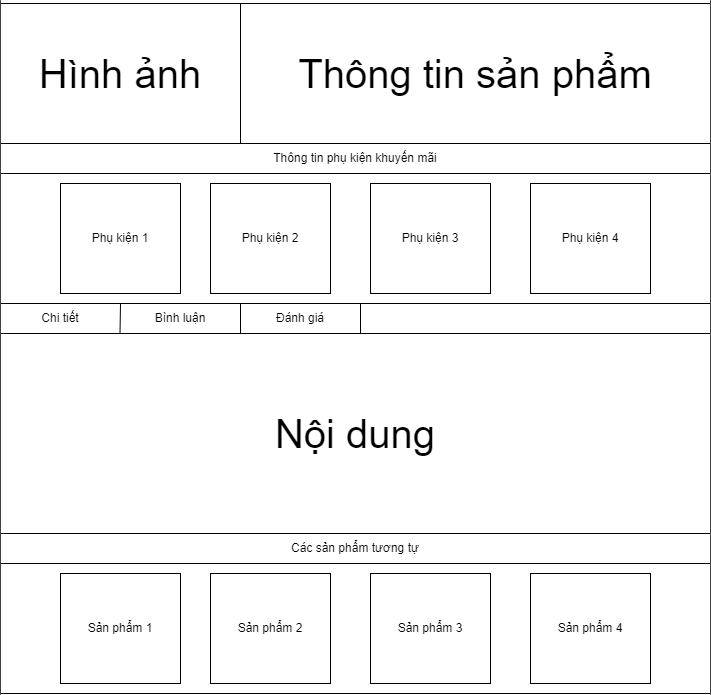 Hình ảnh
Thông tin sản phẩm
Thông tin phụ kiện khuyến mãi
Phụ kiện 1
Phụ kiện 2
Phụ kiện 3
Phụ kiện 4
Chi tiết
Bình luận
Đánh giá
Nội dung
Các sản phẩm tương tự
Sản phẩm 1
Sản phẩm 2
Sản phẩm 3
Sản phẩm 4